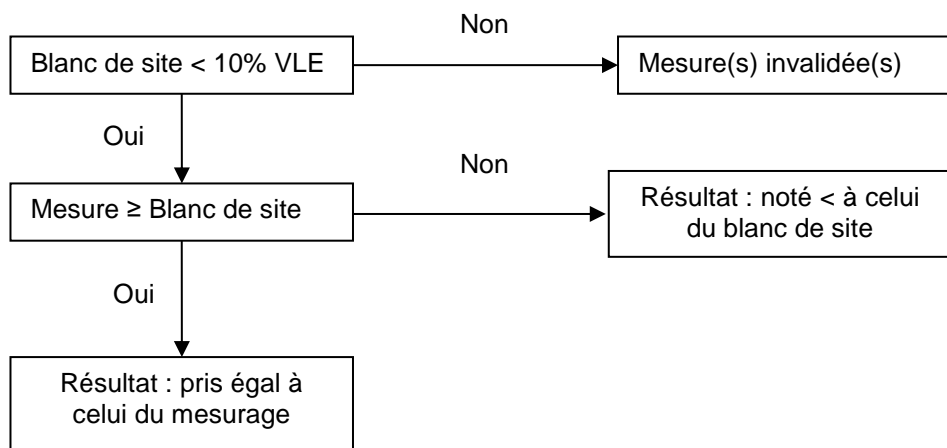 Non
Blanc de site < 10% VLE
Mesure(s) invalidée(s)
Oui
Non
Mesure ≥ Blanc de site
Résultat : noté < à celui
du blanc de site
Oui
Résultat : pris égal à
celui du mesurage